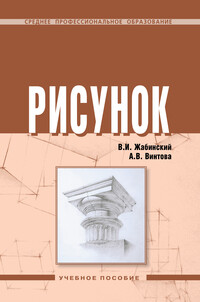 СРЕДНЕЕ ПРОФЕССИОНАЛЬНОЕ ОБРАЗОВАНИЕ
РИСУНОК
В.И. Жабинский
А.В. Винтова
УЧЕБНОЕ ПОСОБИЕ